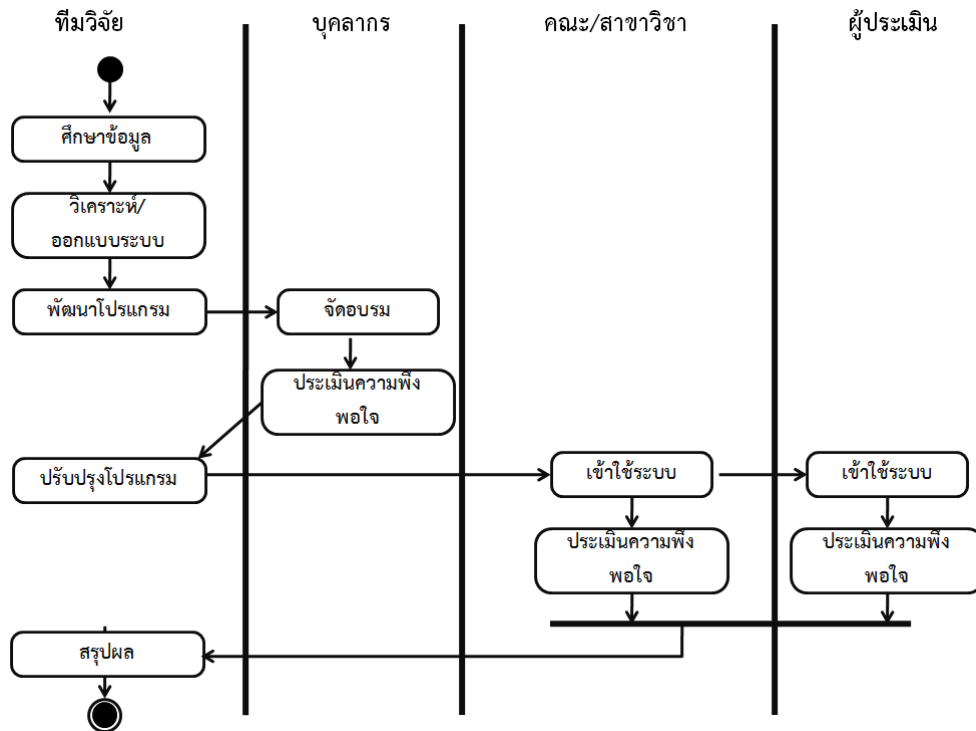 ทีมวิจัย
บุคลากร
คณะ/สาขาวิชา
ผู้ประเมิน
ศึกษาข้อมูล
วิเคราะห์/
ออกแบบระบบ
พัฒนาโปรแกรม
จัดอบรม
ประเมินความพึง
พอใจ
ปรับปรุงโปรแกรม
เข้าใช้ระบบ
เข้าใช้ระบบ
ประเมินความพึง
พอใจ
ประเมินความพึง
พอใจ
สรุปผล